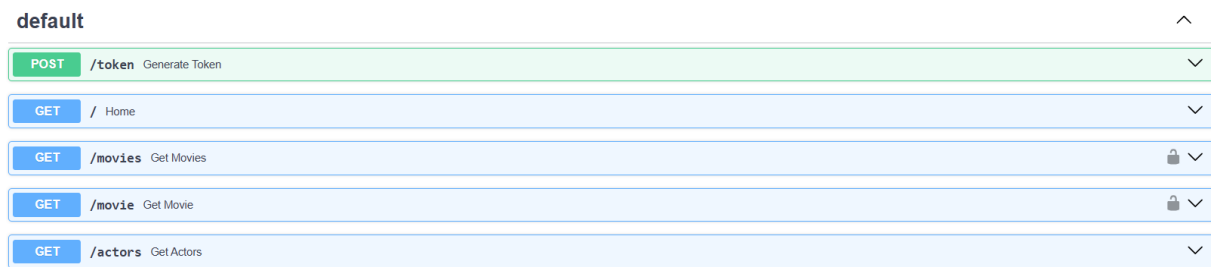 default
POST /token Generate Token
GET / Home
GET /movies Get Movies
GET /movie Get Movie
GET /actors Get Actors